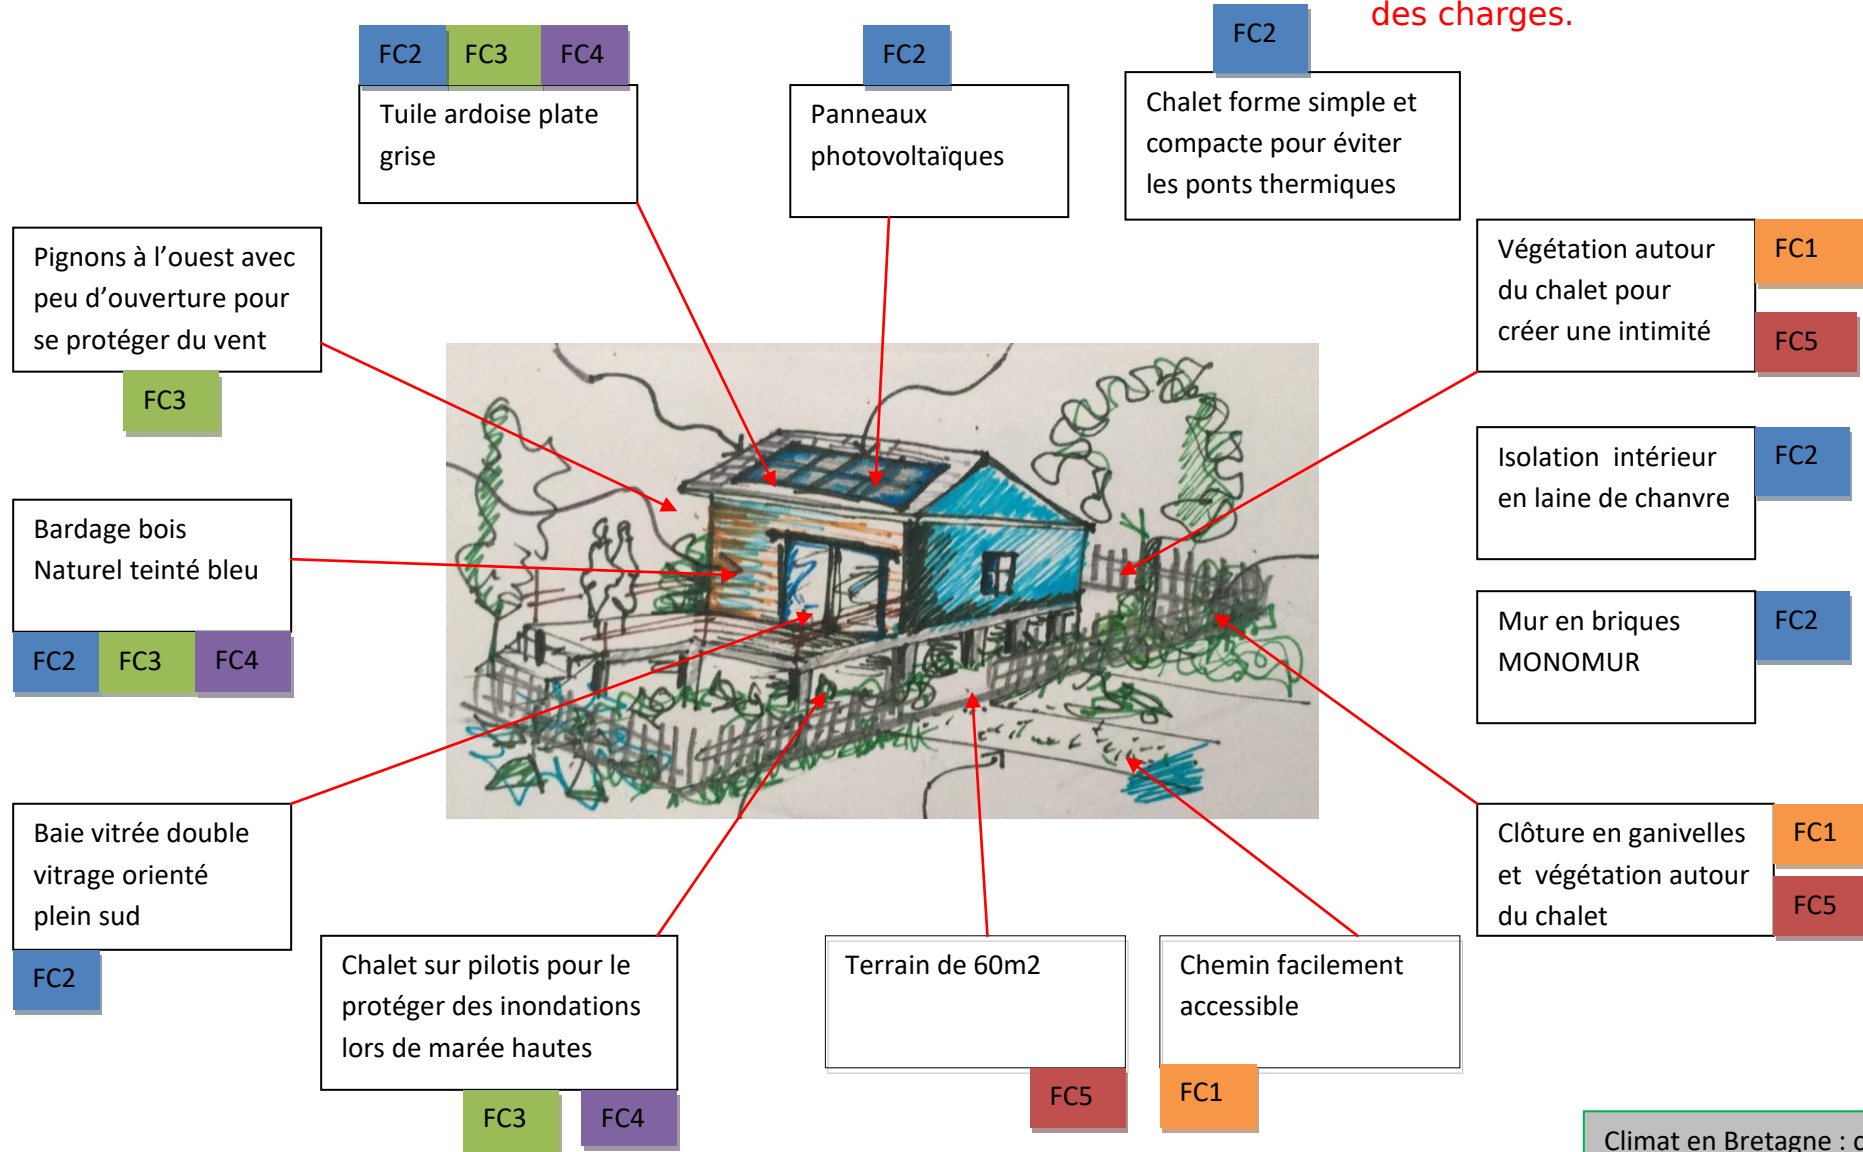 des charges.
FC2 FC3 FC4
Tuile ardoise plate
grise
FC2
Panneaux
photovoltaïques
FC2
Chalet forme simple et
compacte pour éviter
les ponts thermiques
Pignons à l'ouest avec
peu d'ouverture pour
se protéger du vent
FC3
Végétation autour
du chalet pour
créer une intimité
FC1
FC5
Isolation  intérieur
en laine de chanvre
FC2
Bardage bois
Naturel teinté bleu
FC2 FC3 FC4
Mur en briques
MONOMUR
FC2
Baie vitrée double
vitrage orienté
plein sud
FC2
Clôture en ganivelles
et  végétation autour
du chalet
FC1
FC5
Chalet sur pilotis pour le
protéger des inondations
lors de marée hautes
FC3 FC4
Terrain de 60m2
FC5
Chemin facilement
accessible
FC1
Climat en Bretagne :